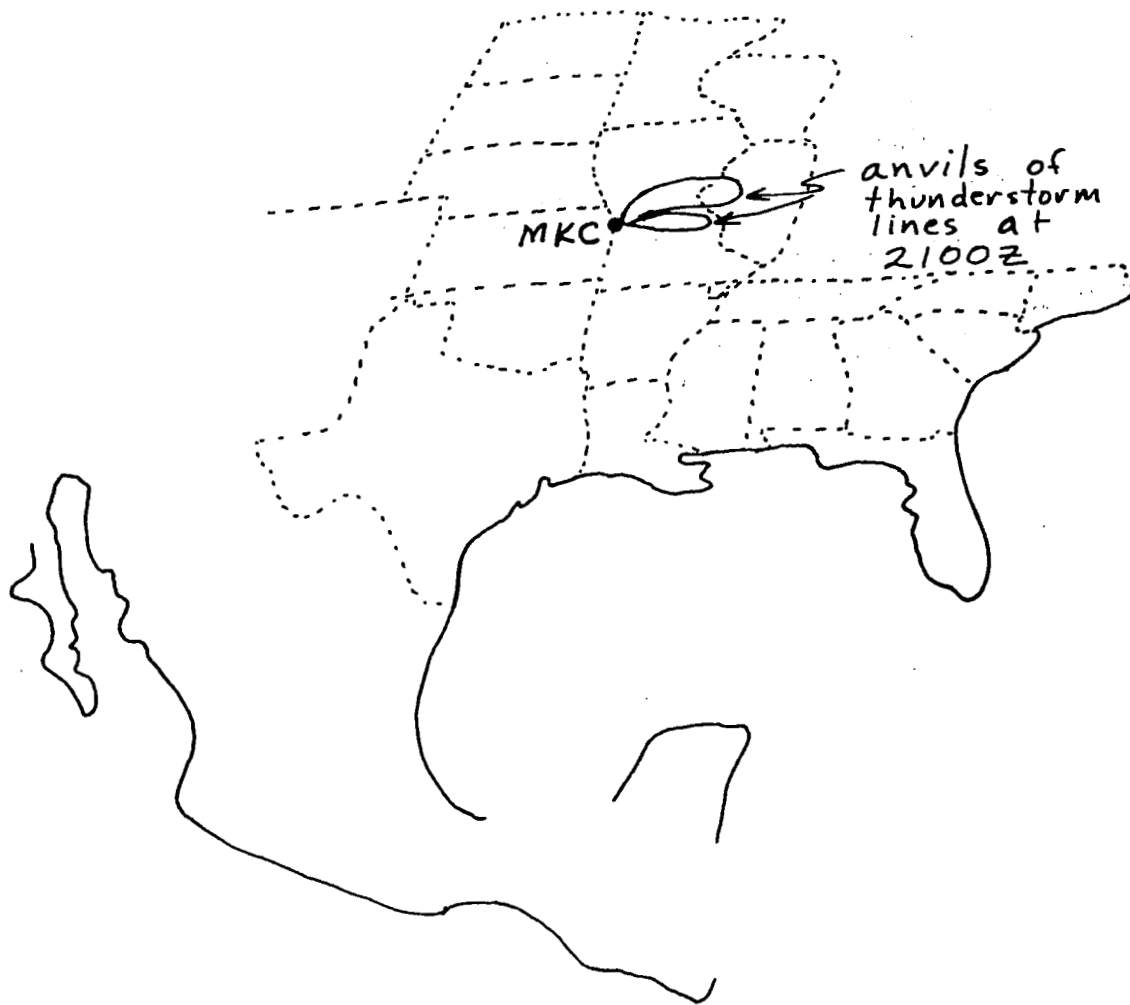 anvils of
thunderstorm
lines at
2100Z
MKC